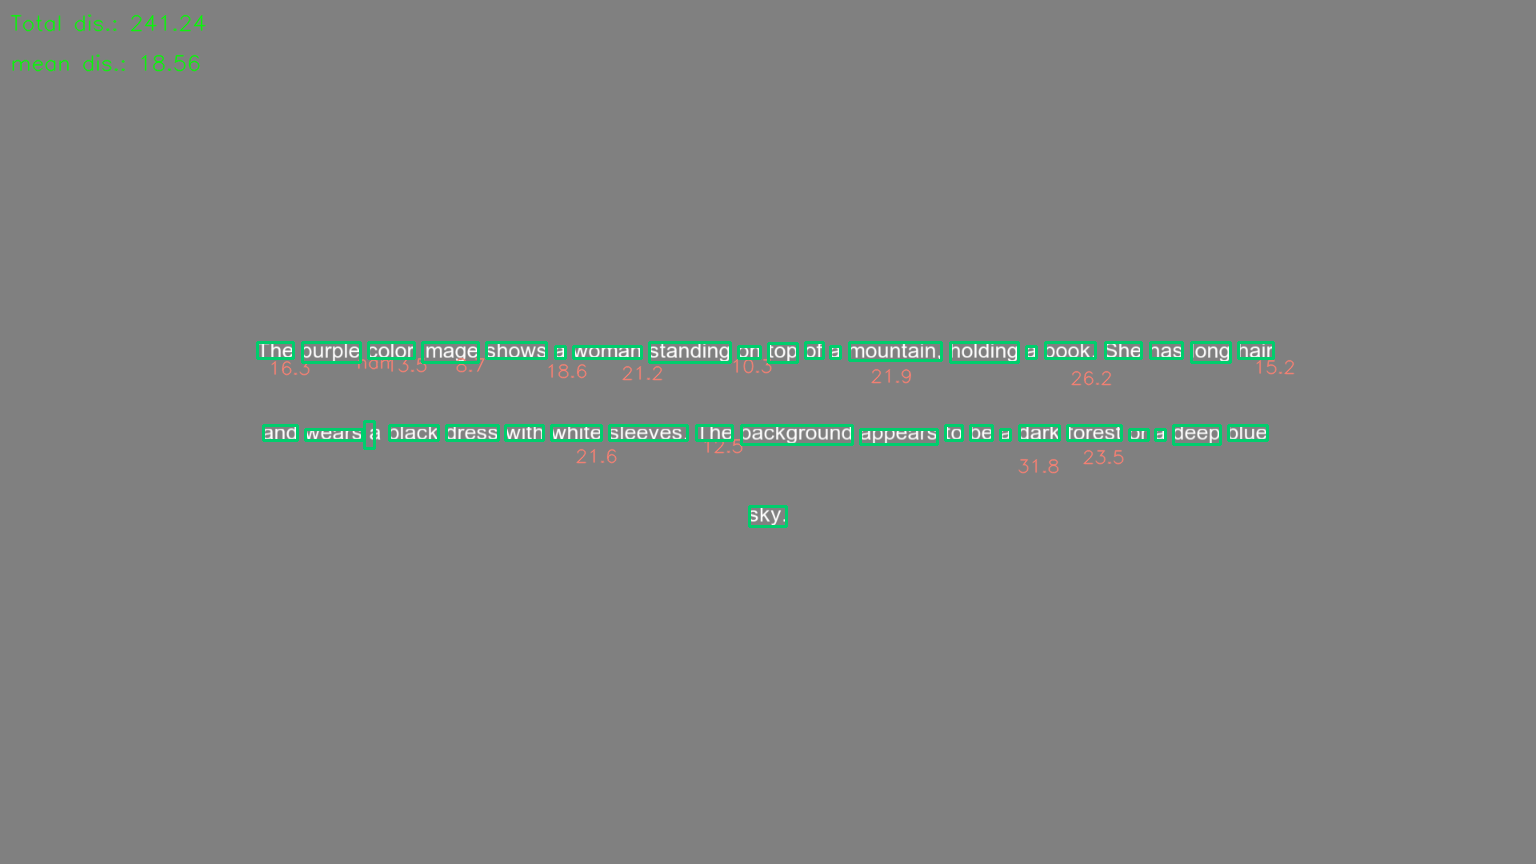 Total dis.: 241.24
mean dis.: 18.56
The purple color mage shows a woman standing on top of a mountain, holding a book. She has long hair
16.3 nan 13.5 8.7 18.6 21.2 10.3 21.9 26.2 15.2
and wears a black dress with white sleeves. The background appears to be a dark forest or a deep blue
21.6 12.5 31.8 23.5
sky.